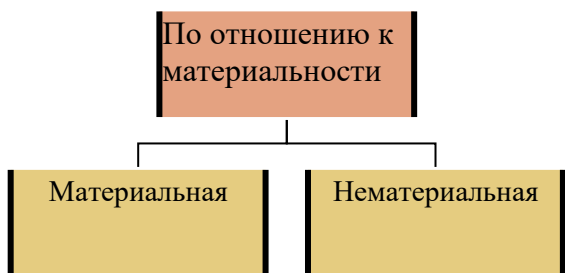 По отношению к
материальности
Материальная
Нематериальная